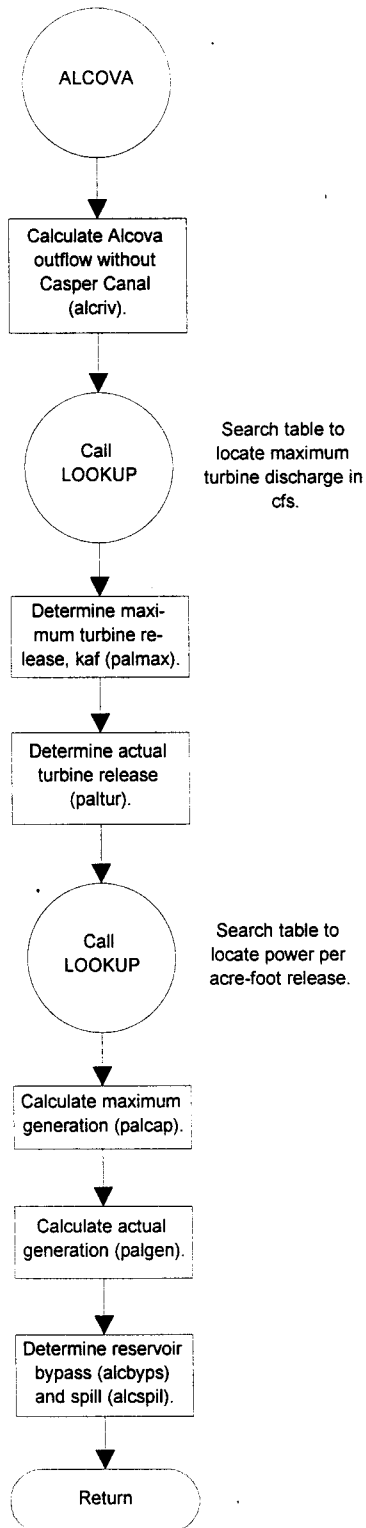 ALCOVA
Calculate Alcova
outflow without
Casper Canal
(alcriv).
Call
LOOKUP
Search table to
locate maximum
turbine discharge in
cfs.
Determine maxi-
mum turbine re-
lease, kaf (palmax).
Determine actual
turbine release
(paltur).
Call
LOOKUP
Search table to
locate power per
acre-foot release.
Calculate maximum
generation (palcap).
Calculate actual
generation (palgen).
Determine reservoir
bypass (alcbyps)
and spill (alcspil).
Return